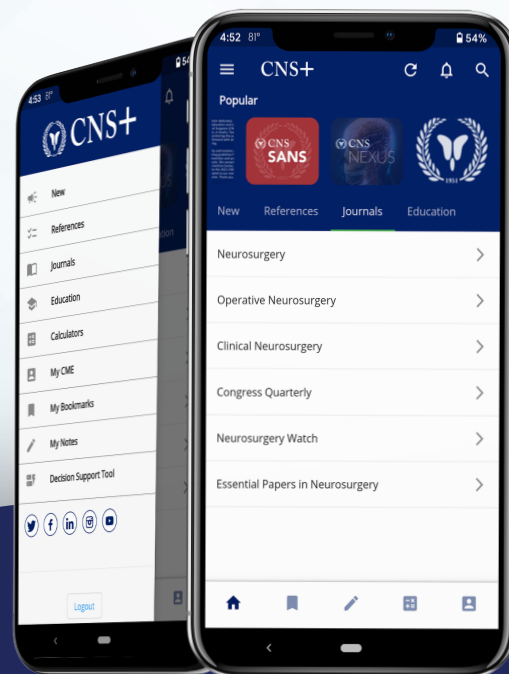 4:53 81°
54
CNS+
New
References
Journals
Education
Calculators
My CME
My Bookmarks
My Notes
Decision Support Tool
Logout
4:52 81°
54%
CNS+
Popular
CNS
SANS
CNS
NEXUS
1951
New References Journals Education
Neurosurgery
Operative Neurosurgery
Clinical Neurosurgery
Congress Quarterly
Neurosurgery Watch
Essential Papers in Neurosurgery